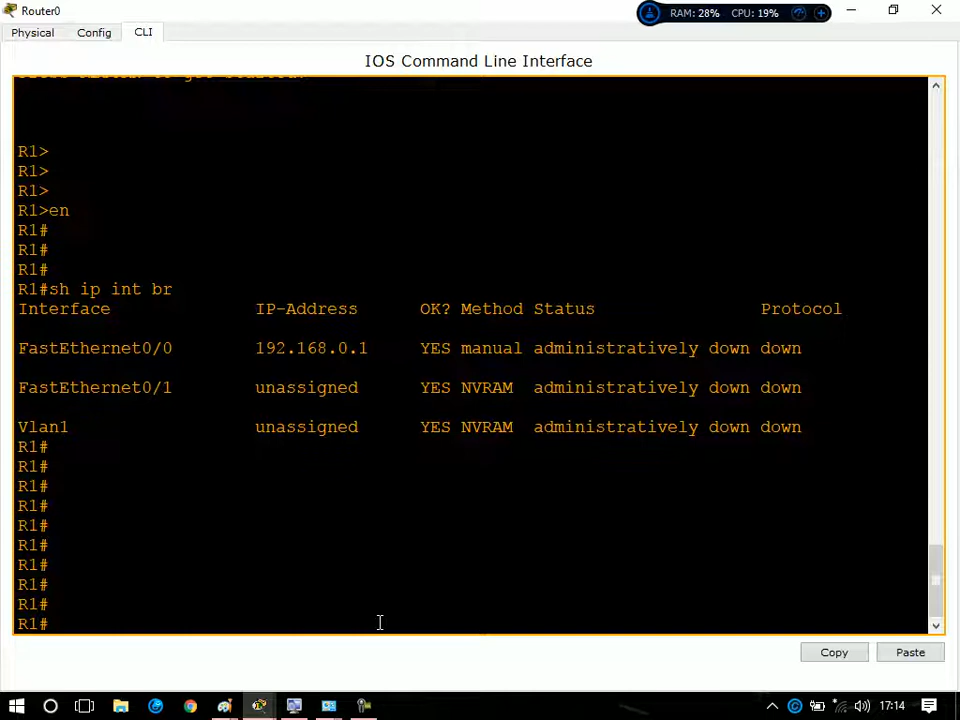 Router0
RAM: 28% CPU: 19%
Physical Config CLI
IOS Command Line Interface
R1>
R1>
R1>
R1>en
R1#
R1#
R1#
R1#sh ip int br
Interface IP-Address OK? Method Status Protocol
FastEthernet0/0 192.168.0.1 YES manual administratively down down
FastEthernet0/1 unassigned YES NVRAM administratively down down
Vlan1 unassigned YES NVRAM administratively down down
R1#
R1#
R1#
R1#
R1#
R1#
R1#
R1#
R1#
R1#
Copy Paste
17:14